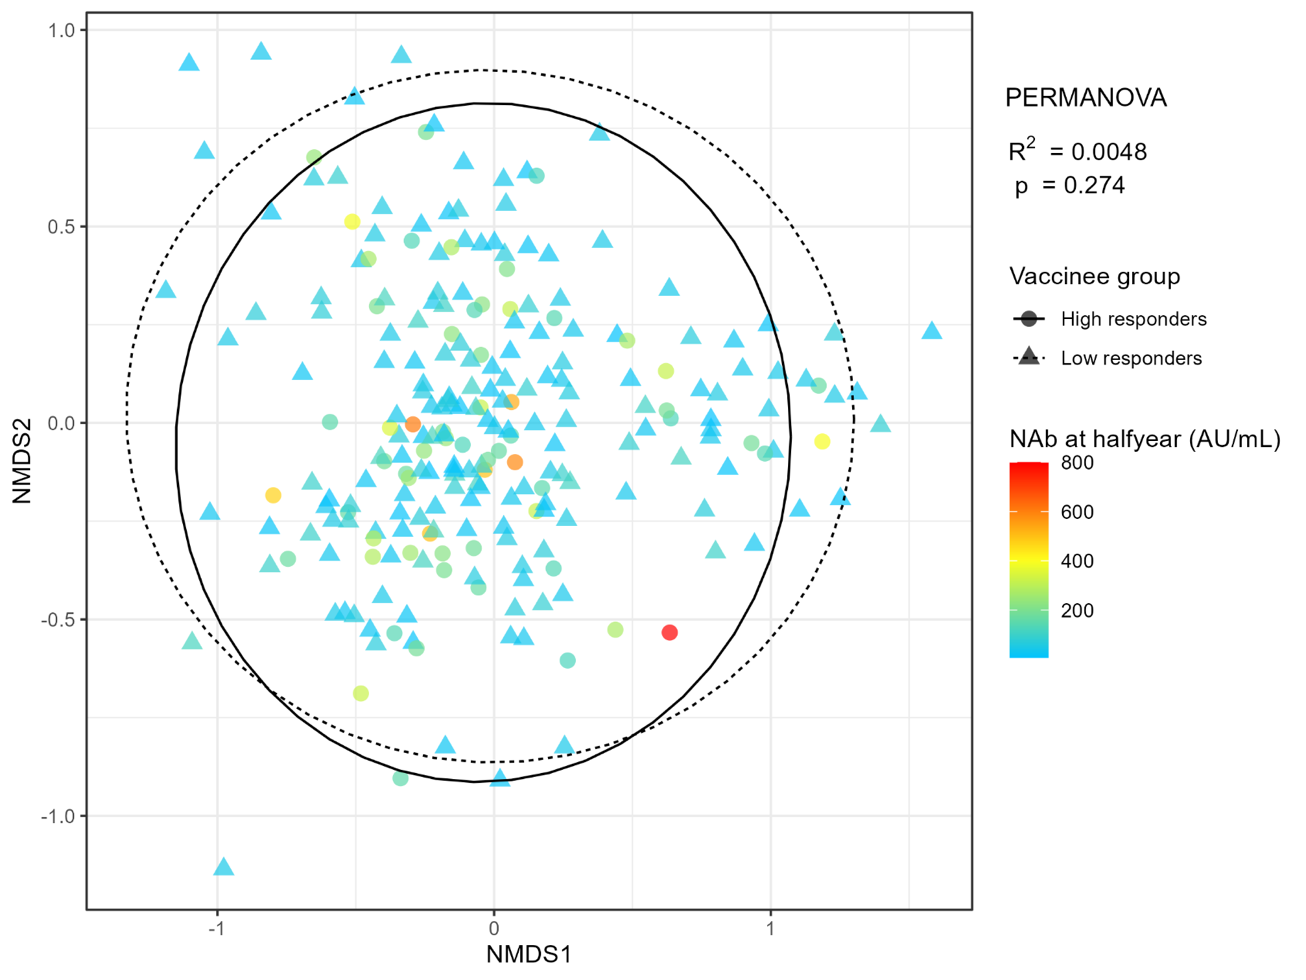 1.0
0.5
0.0
-0.5
-1.0
-1
0
1
NMDS1
NMDS2
PERMANOVA
R2 = 0.0048
p = 0.274
Vaccinee group
High responders
Low responders
NAb at halfyear (AU/mL)
800
600
400
200